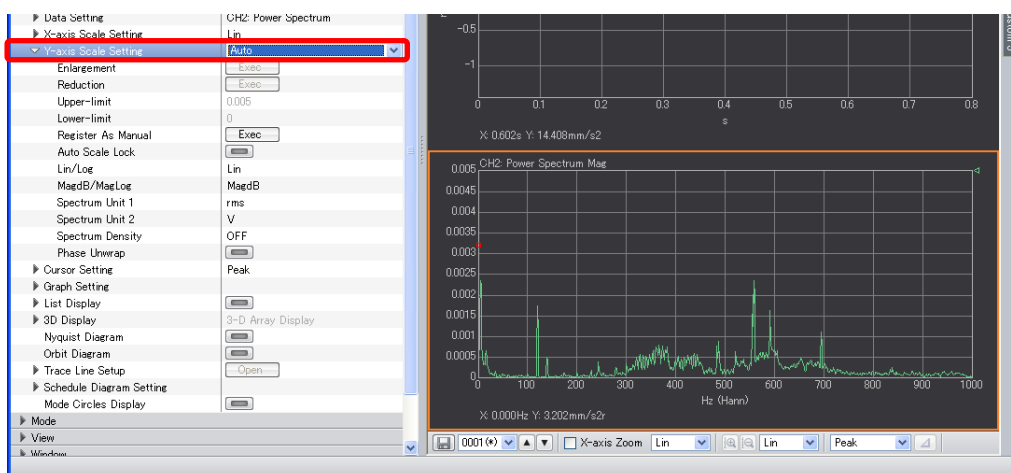 Data Setting CH2: Power Spectrum
X-axis Scale Setting Lin
Y-axis Scale Setting Auto
Enlargement Exec
Reduction Exec
Upper-limit 0.005
Lower-limit 0
Register As Manual Exec
Auto Scale Lock
Lin/Log Lin
MagdB/MagLog MagdB
Spectrum Unit 1 rms
Spectrum Unit 2 V
Spectrum Density OFF
Phase Unwrap
Cursor Setting Peak
Graph Setting
List Display
3D Display 3-D Array Display
Nyquist Diagram
Orbit Diagram
Trace Line Setup Open
Schedule Diagram Setting
Mode Circles Display
Mode
View
Window
-0.5
-1
0 0.1 0.2 0.3 0.4 0.5 0.6 0.7 0.8
s
X: 0.602s Y: 14.408mm/s2
CH2: Power Spectrum Mag
0.005
0.0045
0.004
0.0035
0.003
0.0025
0.002
0.0015
0.001
0.0005
0
0 100 200 300 400 500 600 700 800 900 1000
Hz (Hann)
X: 0.000Hz Y: 3.202mm/s2r
0001 (*) X-axis Zoom Lin Lin Peak